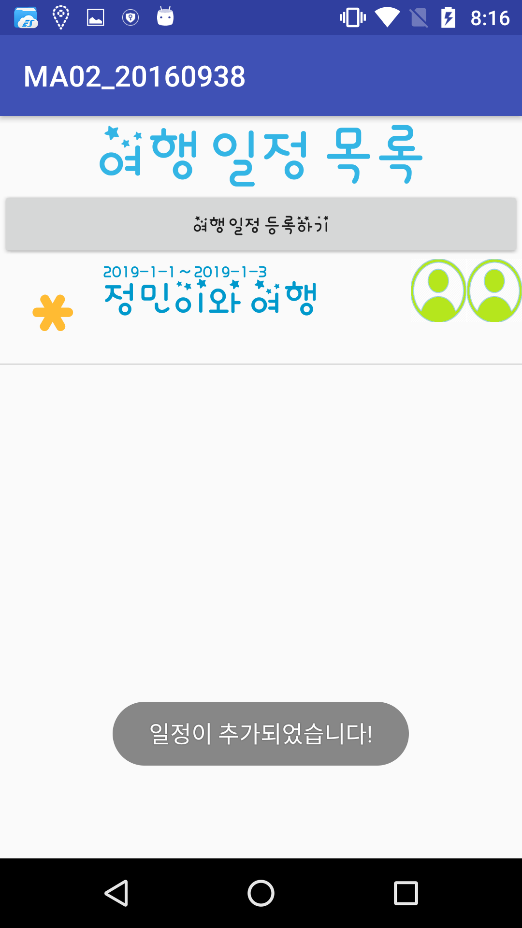 8:16
MA02_20160938
여행 일정 목록
여행 일정 등록하기
2019-1-1~2019-1-3
정민이와 여행
일정이 추가되었습니다!